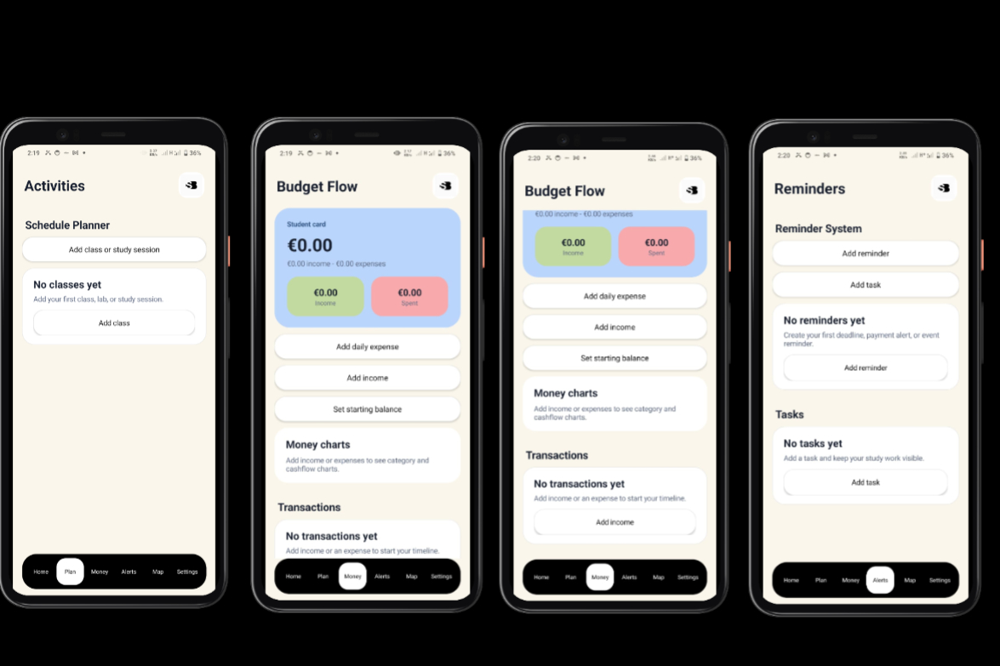 2:19
36%
Activities
Schedule Planner
Add class or study session
No classes yet
Add your first class, lab, or study session.
Add class
Home
Plan
Money
Alerts
Map
Settings
2:19
36%
Budget Flow
Student card
€0.00
€0.00 income · €0.00 expenses
€0.00
Income
€0.00
Spent
Add daily expense
Add income
Set starting balance
Money charts
Add income or expenses to see category and
cashflow charts.
Transactions
No transactions yet
Add income or an expense to start your timeline.
Home
Plan
Money
Alerts
Map
Settings
2:20
36%
Budget Flow
€0.00 income · €0.00 expenses
€0.00
Income
€0.00
Spent
Add daily expense
Add income
Set starting balance
Money charts
Add income or expenses to see category and
cashflow charts.
Transactions
No transactions yet
Add income or an expense to start your timeline.
Add income
Home
Plan
Money
Alerts
Map
Settings
2:20
36%
Reminders
Reminder System
Add reminder
Add task
No reminders yet
Create your first deadline, payment alert, or event
reminder.
Add reminder
Tasks
No tasks yet
Add a task and keep your study work visible.
Add task
Home
Plan
Money
Alerts
Map
Settings